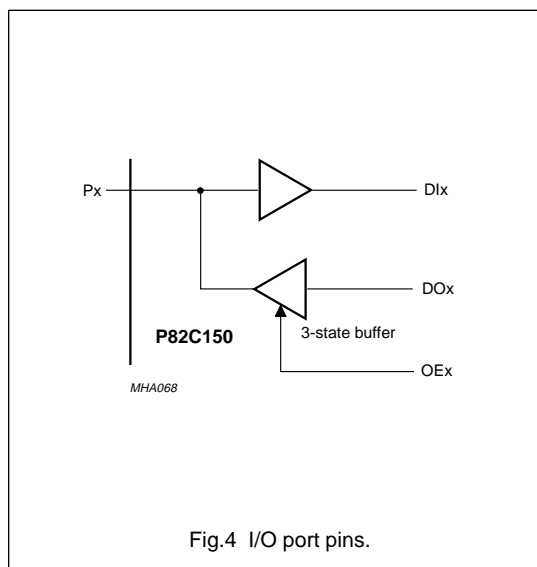 Px
DIx
DOx
3-state buffer
P82C150
OEx
MHA068
Fig.4 I/O port pins.